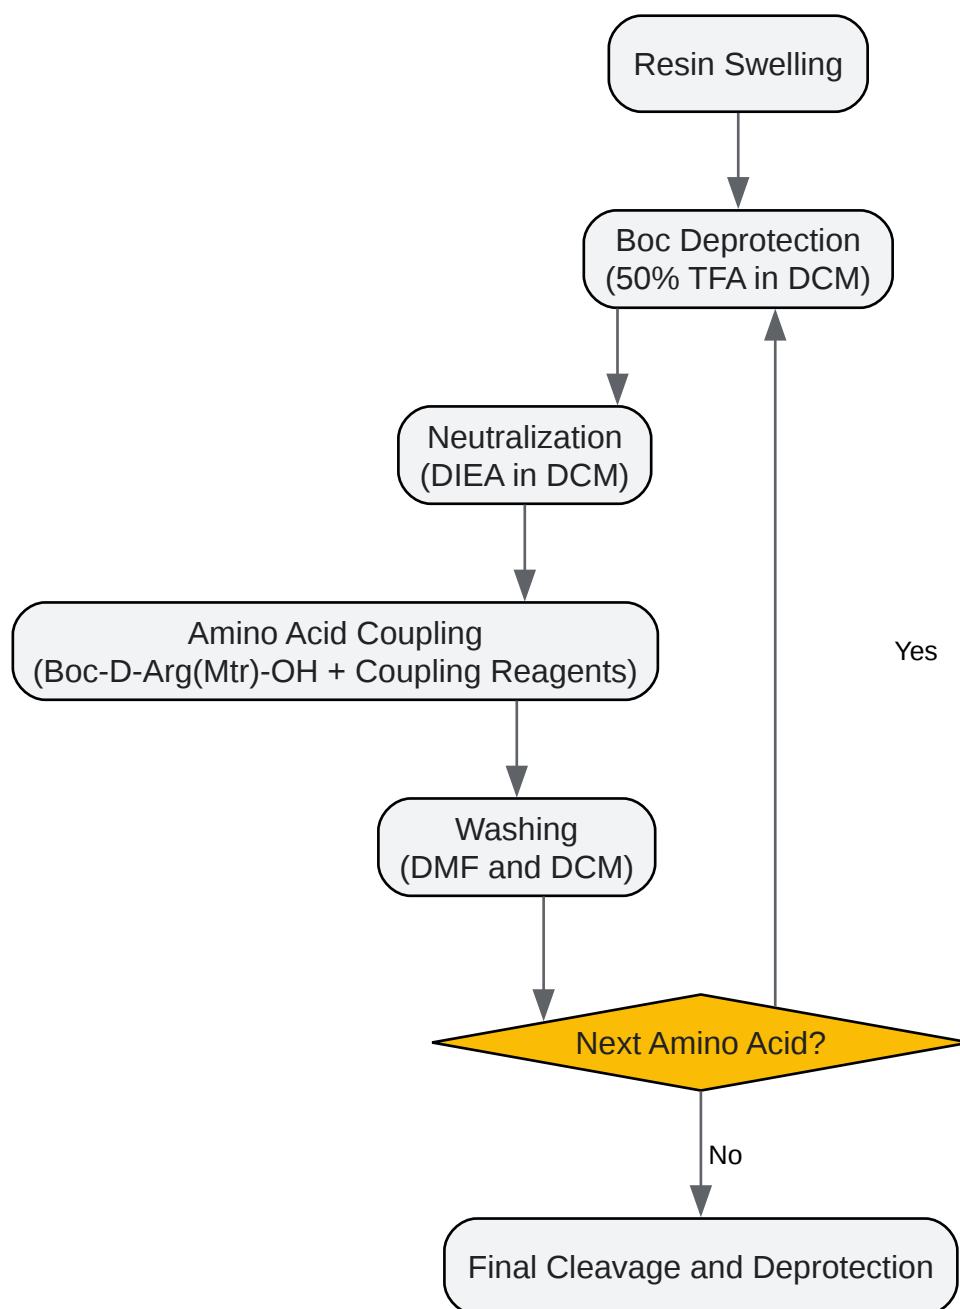 Resin Swelling
Boc Deprotection
(50% TFA in DCM)
Neutralization
(DIEA in DCM)
Amino Acid Coupling
(Boc-D-Arg(Mtr)-OH + Coupling Reagents)
Yes
Washing
(DMF and DCM)
Next Amino Acid?
No
Final Cleavage and Deprotection